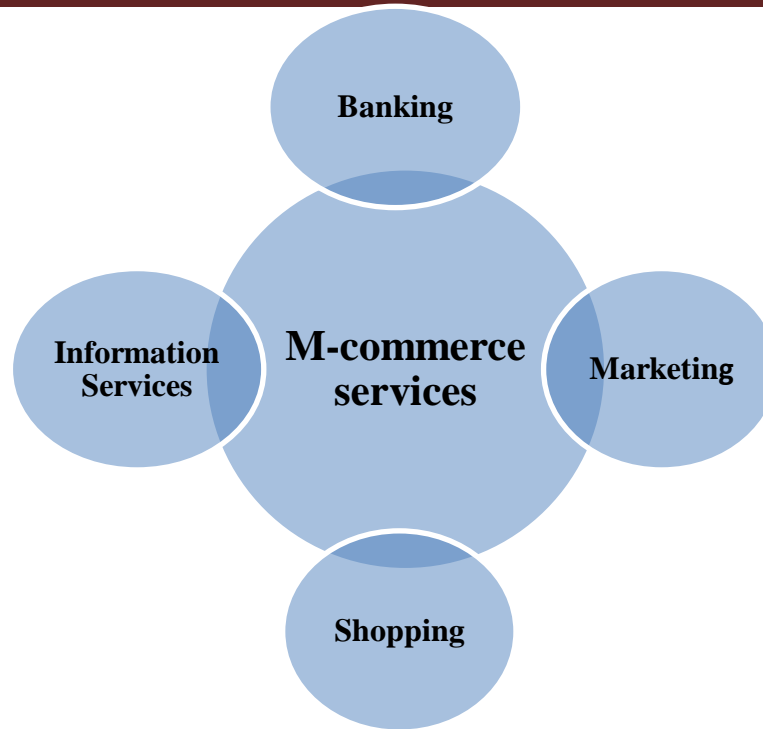 Banking
Information
Services
M-commerce
services
Marketing
Shopping